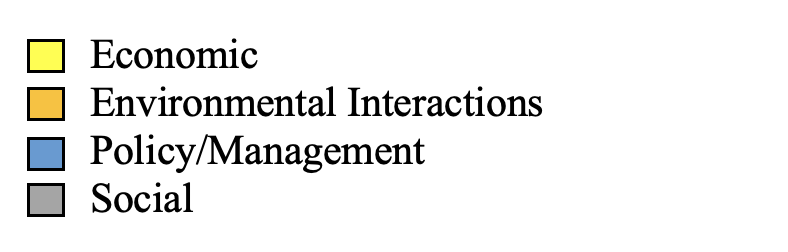 Economic
Environmental Interactions
Policy/Management
Social